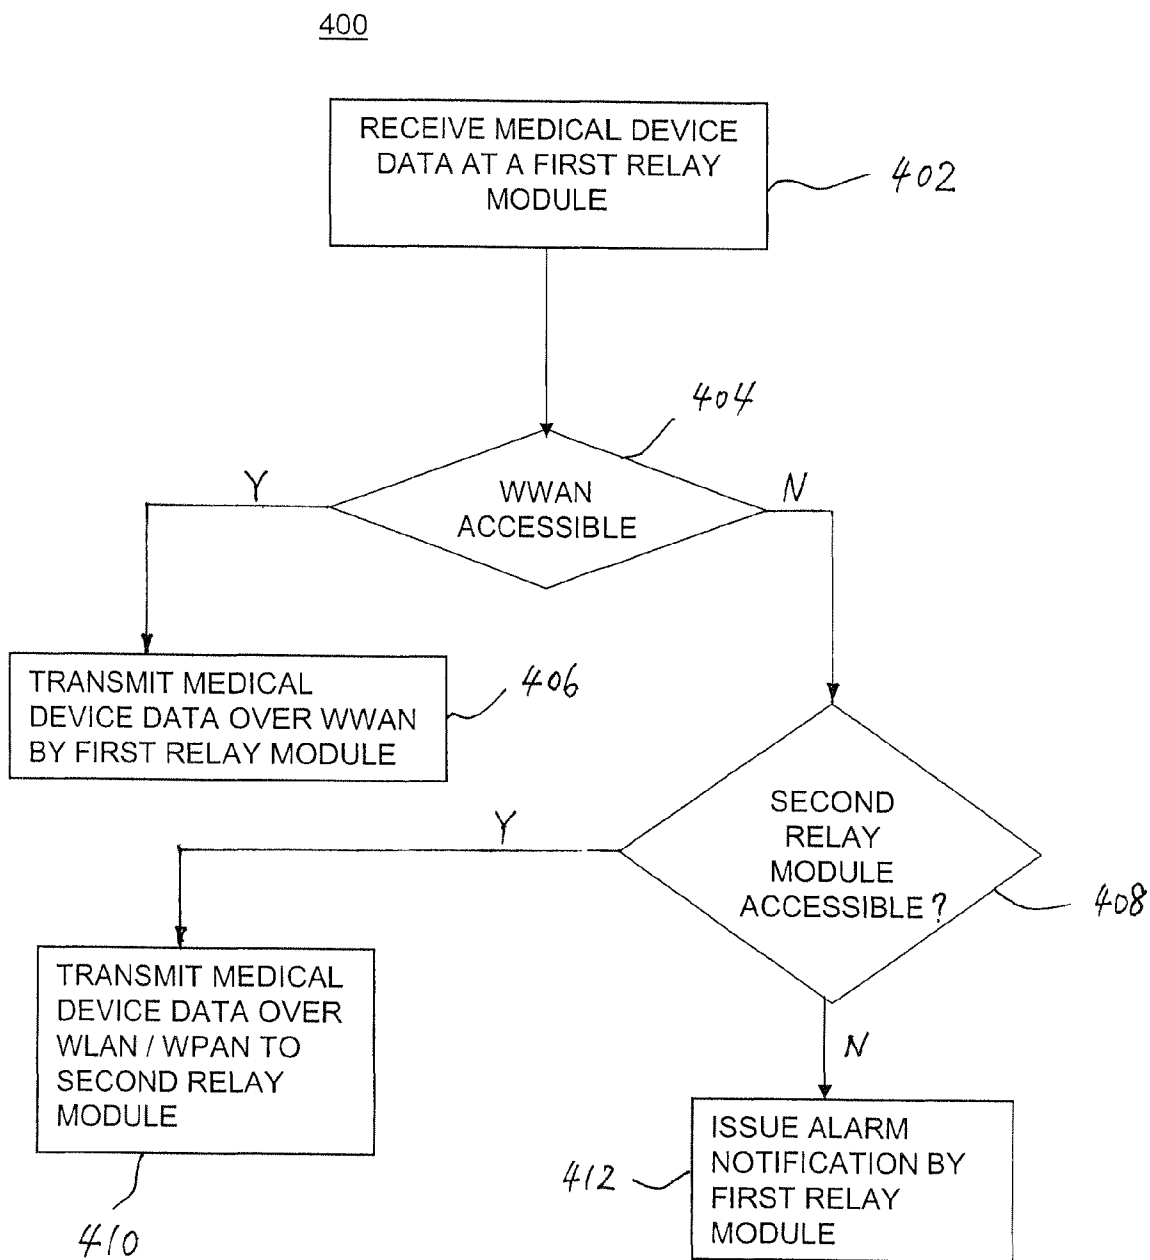 400
RECEIVE MEDICAL DEVICE
DATA AT A FIRST RELAY
MODULE
402
404
Y
WWAN
ACCESSIBLE
N
TRANSMIT MEDICAL
DEVICE DATA OVER WWAN
BY FIRST RELAY MODULE
406
Y
SECOND
RELAY
MODULE
ACCESSIBLE?
408
TRANSMIT MEDICAL
DEVICE DATA OVER
WLAN / WPAN TO
SECOND RELAY
MODULE
410
N
ISSUE ALARM
NOTIFICATION BY
FIRST RELAY
MODULE
412